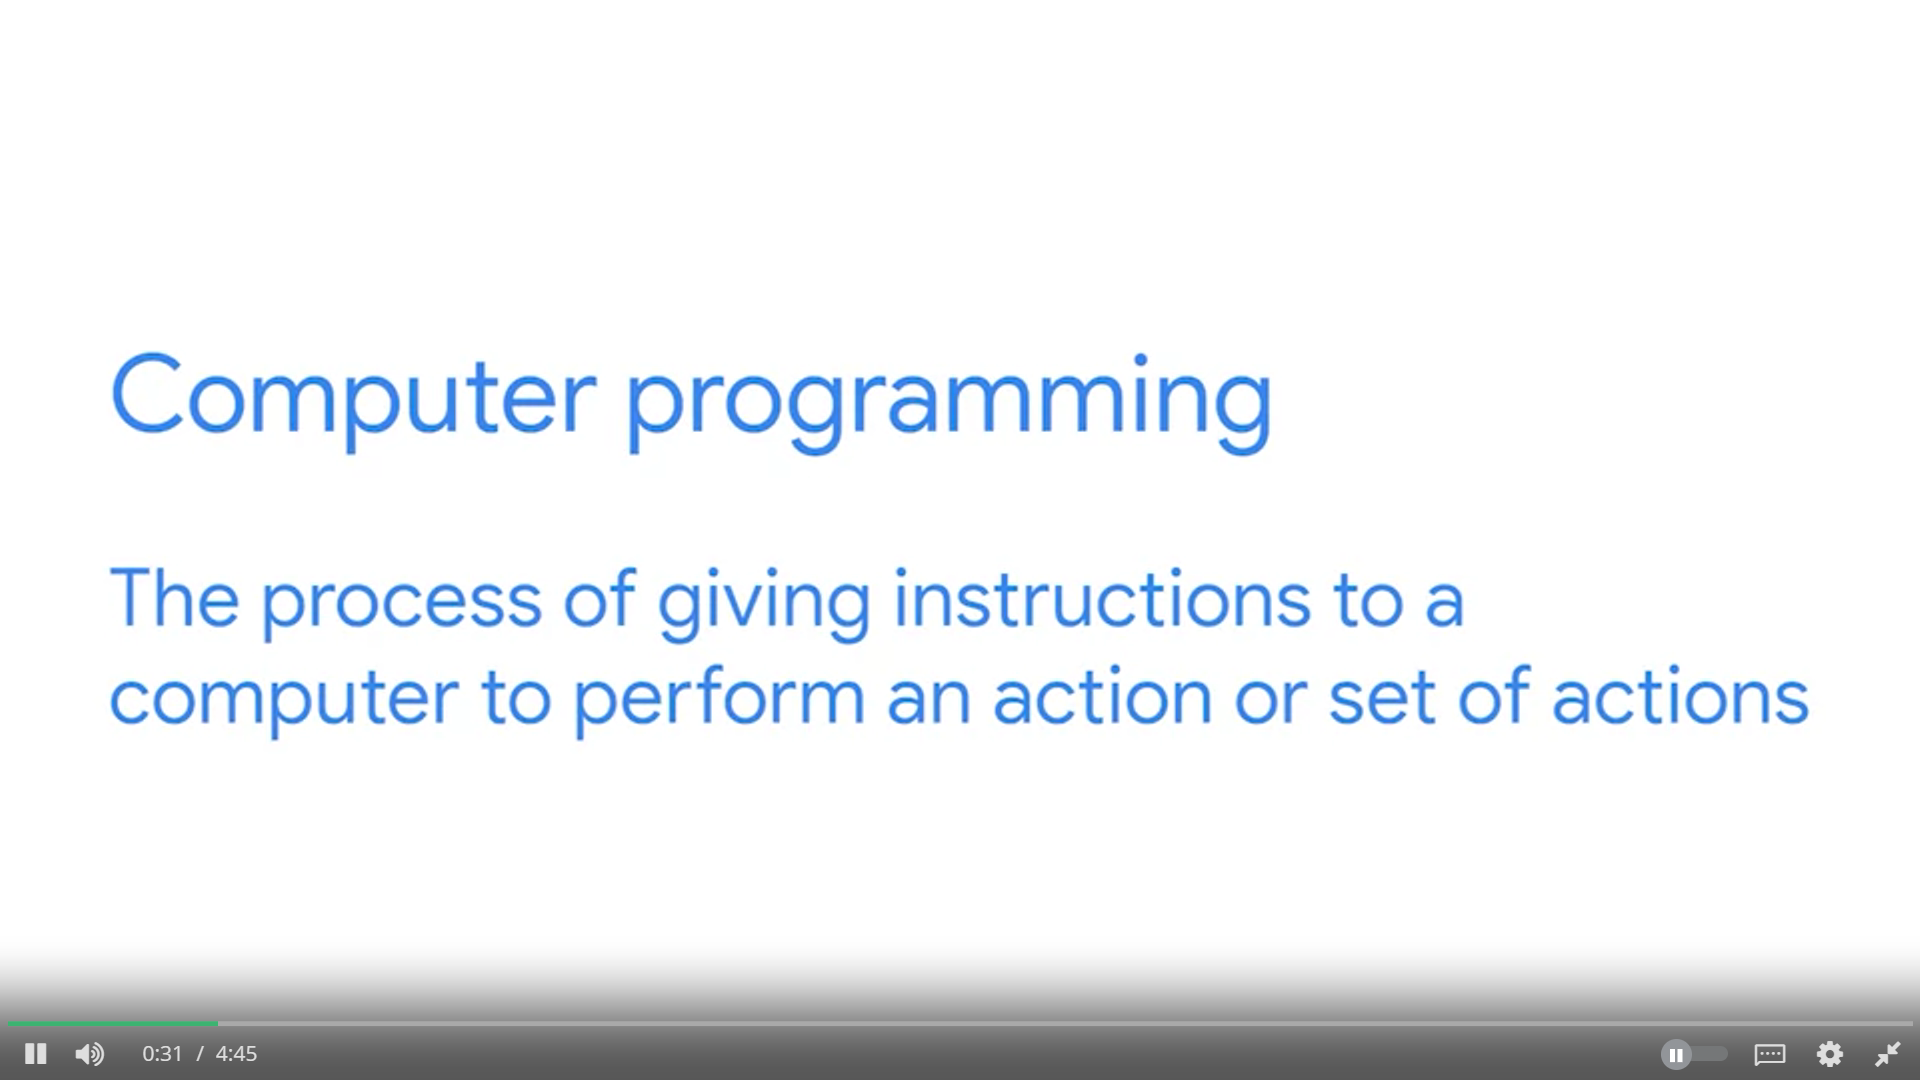 Computer programming
The process of giving instructions to a
computer to perform an action or set of actions
0:31 / 4:45